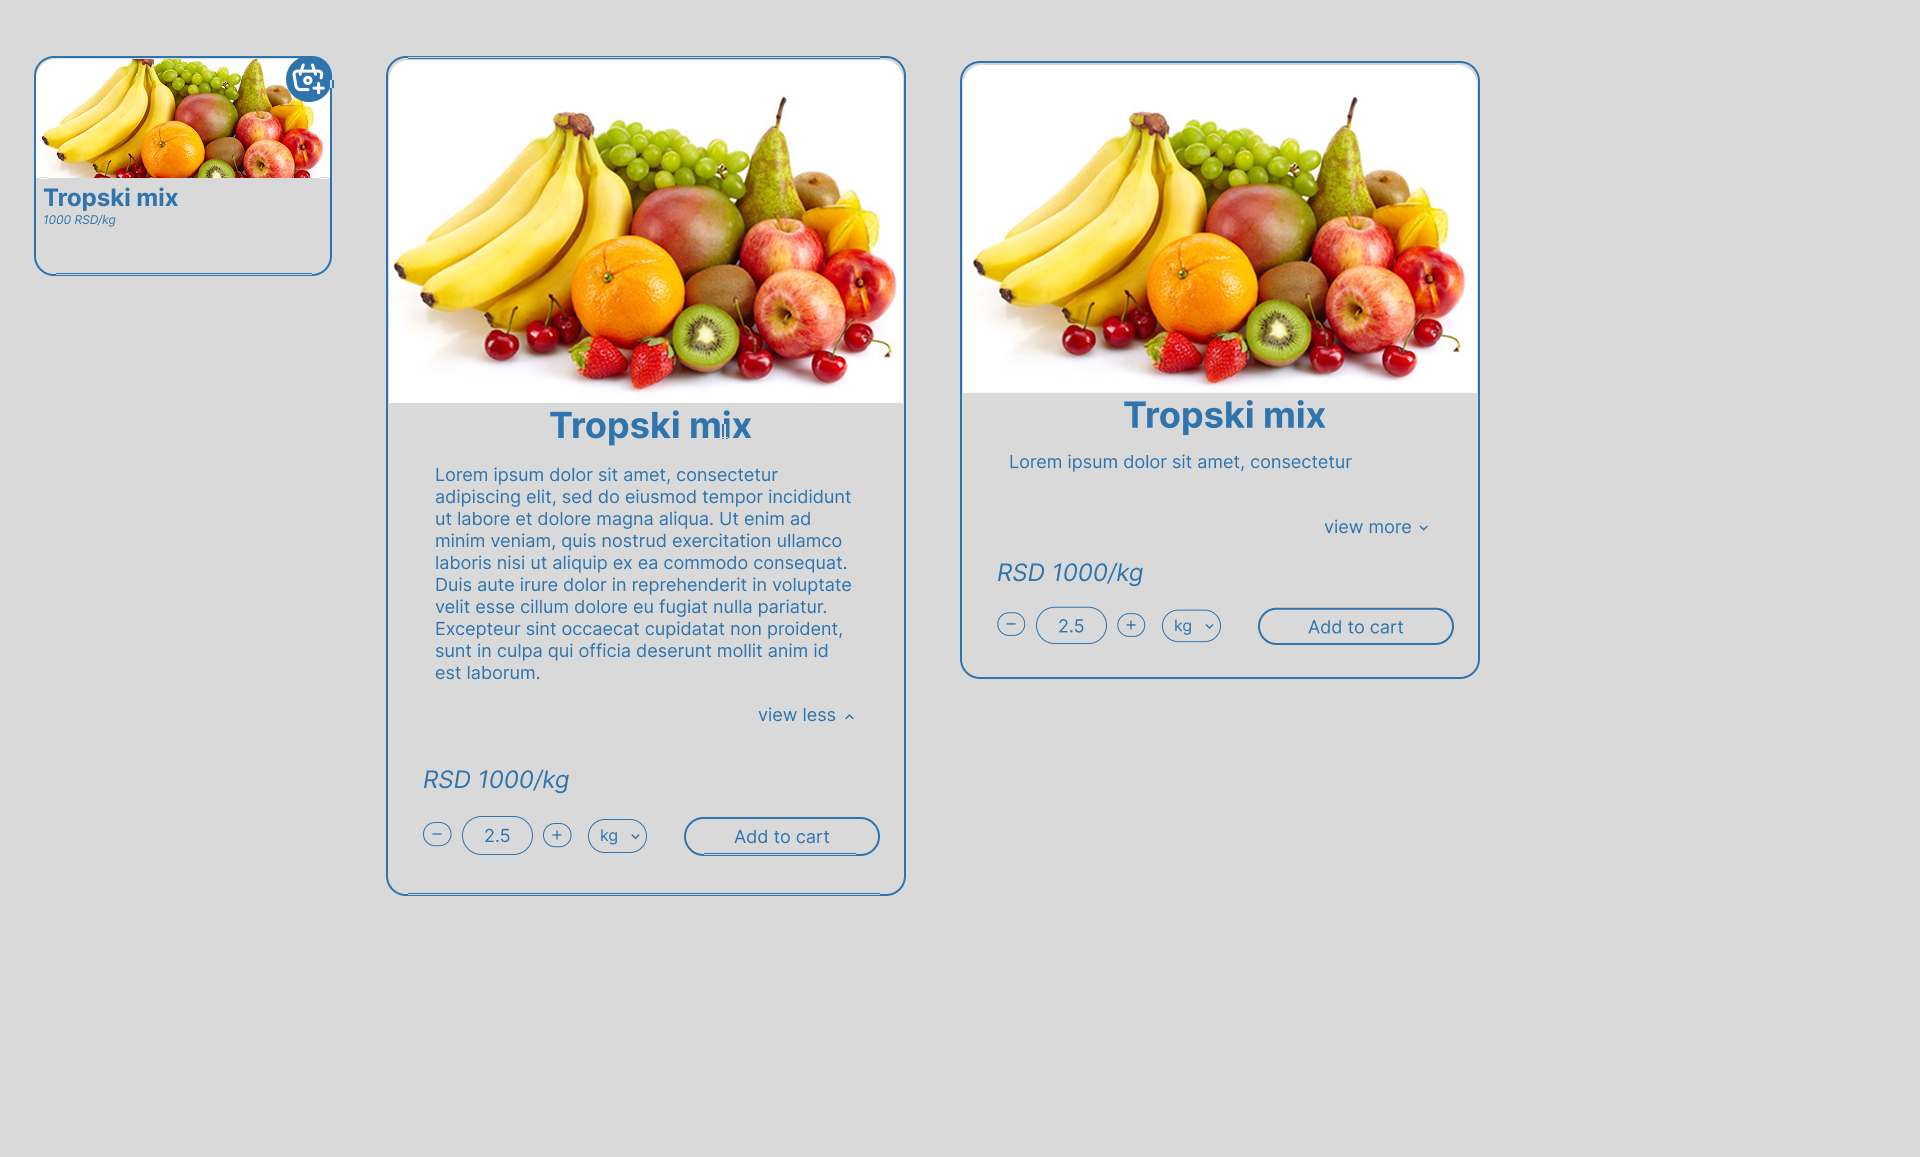 Tropski mix
1000 RSD/kg
Tropski mix
Lorem ipsum dolor sit amet, consectetur
adipiscing elit, sed do eiusmod tempor incididunt
ut labore et dolore magna aliqua. Ut enim ad
minim veniam, quis nostrud exercitation ullamco
laboris nisi ut aliquip ex ea commodo consequat.
Duis aute irure dolor in reprehenderit in voluptate
velit esse cillum dolore eu fugiat nulla pariatur.
Excepteur sint occaecat cupidatat non proident,
sunt in culpa qui officia deserunt mollit anim id
est laborum.
view less
RSD 1000/kg
− 2.5 + kg Add to cart
Tropski mix
Lorem ipsum dolor sit amet, consectetur
view more
RSD 1000/kg
− 2.5 + kg Add to cart